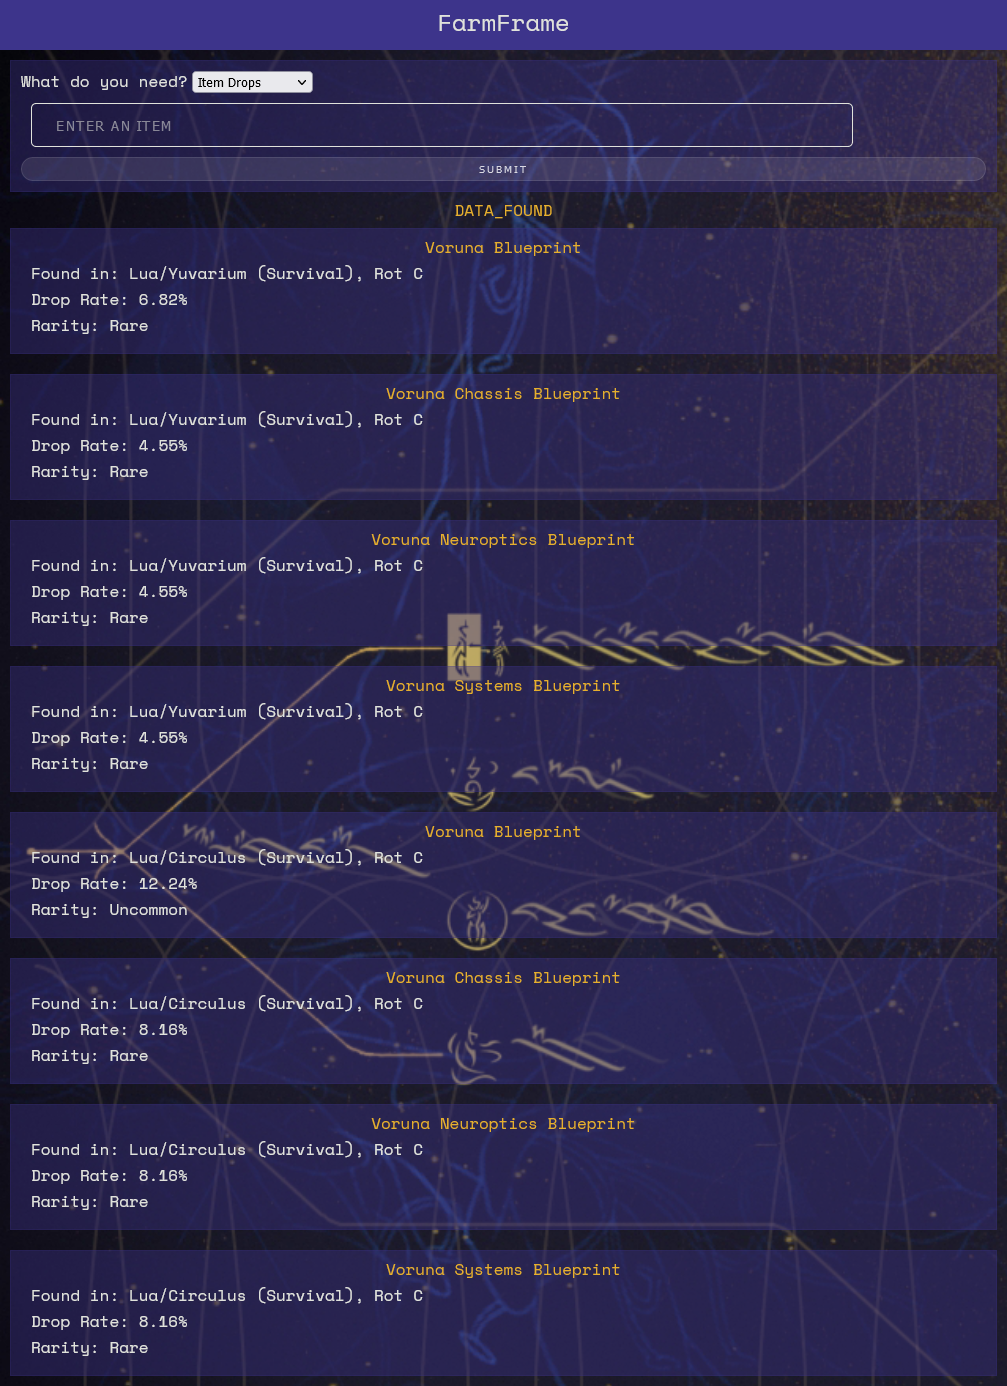 FarmFrame
What do you need? Item Drops
ENTER AN ITEM
SUBMIT
DATA_FOUND
Voruna Blueprint
Found in: Lua/Yuvarium (Survival), Rot C
Drop Rate: 6.82%
Rarity: Rare
Voruna Chassis Blueprint
Found in: Lua/Yuvarium (Survival), Rot C
Drop Rate: 4.55%
Rarity: Rare
Voruna Neuroptics Blueprint
Found in: Lua/Yuvarium (Survival), Rot C
Drop Rate: 4.55%
Rarity: Rare
Voruna Systems Blueprint
Found in: Lua/Yuvarium (Survival), Rot C
Drop Rate: 4.55%
Rarity: Rare
Voruna Blueprint
Found in: Lua/Circulus (Survival), Rot C
Drop Rate: 12.24%
Rarity: Uncommon
Voruna Chassis Blueprint
Found in: Lua/Circulus (Survival), Rot C
Drop Rate: 8.16%
Rarity: Rare
Voruna Neuroptics Blueprint
Found in: Lua/Circulus (Survival), Rot C
Drop Rate: 8.16%
Rarity: Rare
Voruna Systems Blueprint
Found in: Lua/Circulus (Survival), Rot C
Drop Rate: 8.16%
Rarity: Rare